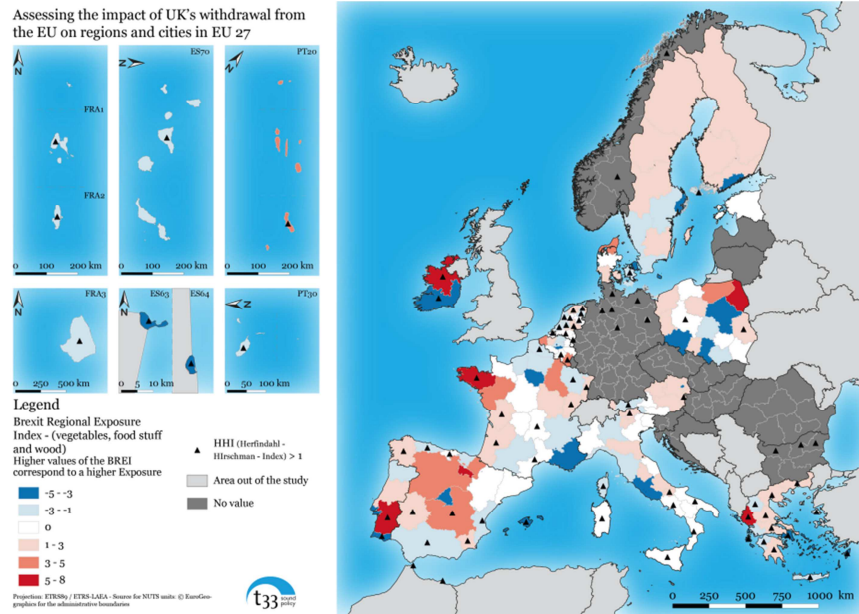 Assessing the impact of UK's withdrawal from
the EU on regions and cities in EU 27
N
FRA1
FRA2
0 100 200 km
N
ES70
0 100 200 km
N
PT20
0 100 200 km
N
FRA3
0 250 500 km
ES63
ES64
0 5 10 km
N
PT30
0 50 100 km
Legend
Brexit Regional Exposure
Index - (vegetables, food stuff
and wood)
Higher values of the BREI
correspond to a higher Exposure
-5 - -3
-3 - -1
0
1 - 3
3 - 5
5 - 8
HHI (Herfindahl -
HIrschman - Index) > 1
Area out of the study
No value
Projection: ETRS89 / ETRS-LAEA - Source for NUTS units: © EuroGeo-
graphics for the administrative boundaries
t33 sound
policy
0 250 500 750 1000 km